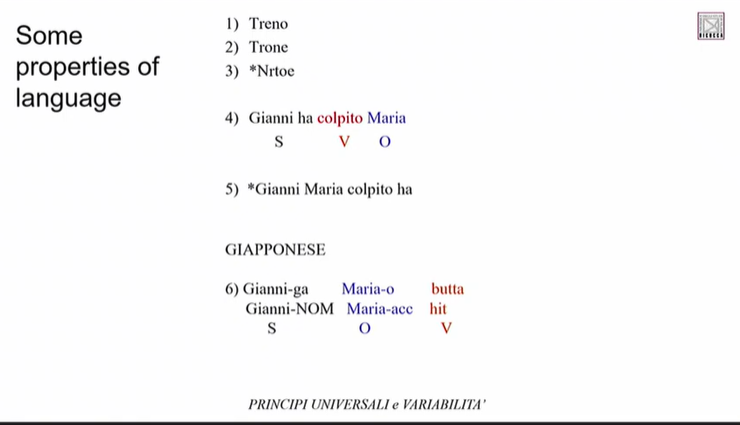 Some
properties of
language
1) Treno
2) Trone
3) *Nrtoe
4) Gianni ha colpito Maria
S V O
5) *Gianni Maria colpito ha
GIAPPONESE
6) Gianni-ga Maria-o butta
Gianni-NOM Maria-acc hit
S O V
PRINCIPI UNIVERSALI e VARIABILITA'
BICOCCA